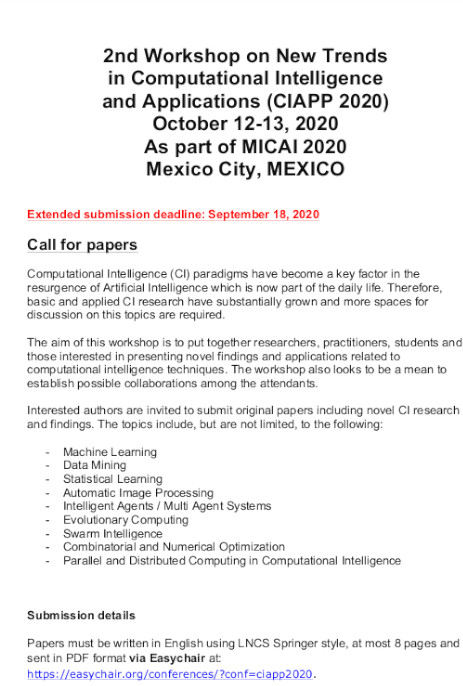 2nd Workshop on New Trends
in Computational Intelligence
and Applications (CIAPP 2020)
October 12-13, 2020
As part of MICAI 2020
Mexico City, MEXICO
Extended submission deadline: September 18, 2020
Call for papers
Computational Intelligence (CI) paradigms have become a key factor in the
resurgence of Artificial Intelligence which is now part of the daily life. Therefore,
basic and applied CI research have substantially grown and more spaces for
discussion on this topics are required.
The aim of this workshop is to put together researchers, practitioners, students and
those interested in presenting novel findings and applications related to
computational intelligence techniques. The workshop also looks to be a mean to
establish possible collaborations among the attendants.
Interested authors are invited to submit original papers including novel CI research
and findings. The topics include, but are not limited, to the following:
- Machine Learning
- Data Mining
- Statistical Learning
- Automatic Image Processing
- Intelligent Agents / Multi Agent Systems
- Evolutionary Computing
- Swarm Intelligence
- Combinatorial and Numerical Optimization
- Parallel and Distributed Computing in Computational Intelligence
Submission details
Papers must be written in English using LNCS Springer style, at most 8 pages and
sent in PDF format via Easychair at:
https://easychair.org/conferences/?conf=ciapp2020.